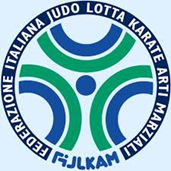 FEDERAZIONE ITALIANA JUDO LOTTA KARATE ARTI MARZIALI
FIJLKAM